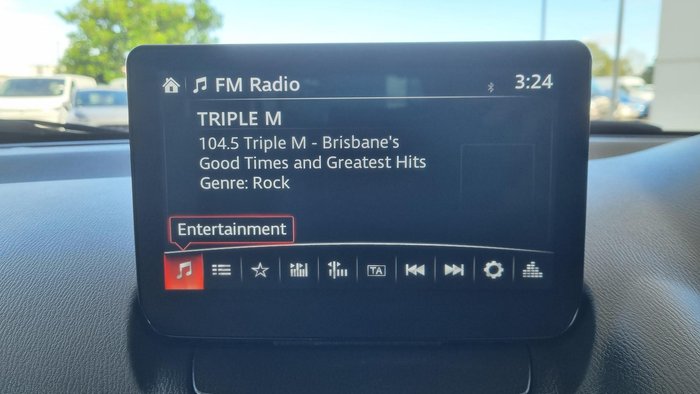 FM Radio
3:24
TRIPLE M
104.5 Triple M - Brisbane's
Good Times and Greatest Hits
Genre: Rock
Entertainment
TA